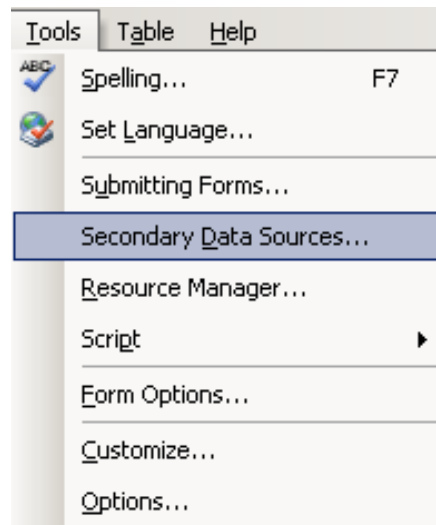 Tools Table Help
ABC Spelling... F7
Set Language...
Submitting Forms...
Secondary Data Sources...
Resource Manager...
Script
Form Options...
Customize...
Options...